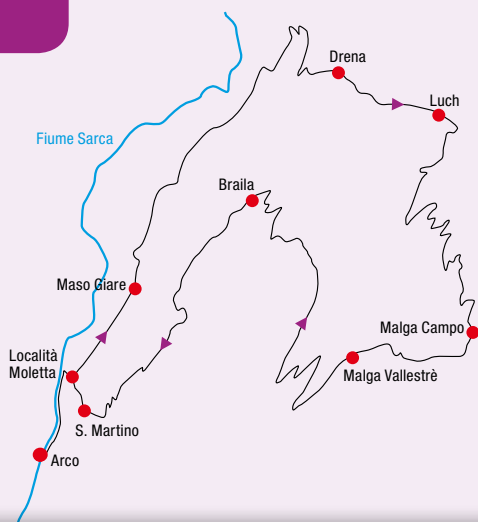 Drena
Luch
Fiume Sarca
Braila
Maso Giare
Malga Campo
Località
Moletta
Malga Vallestrè
S. Martino
Arco